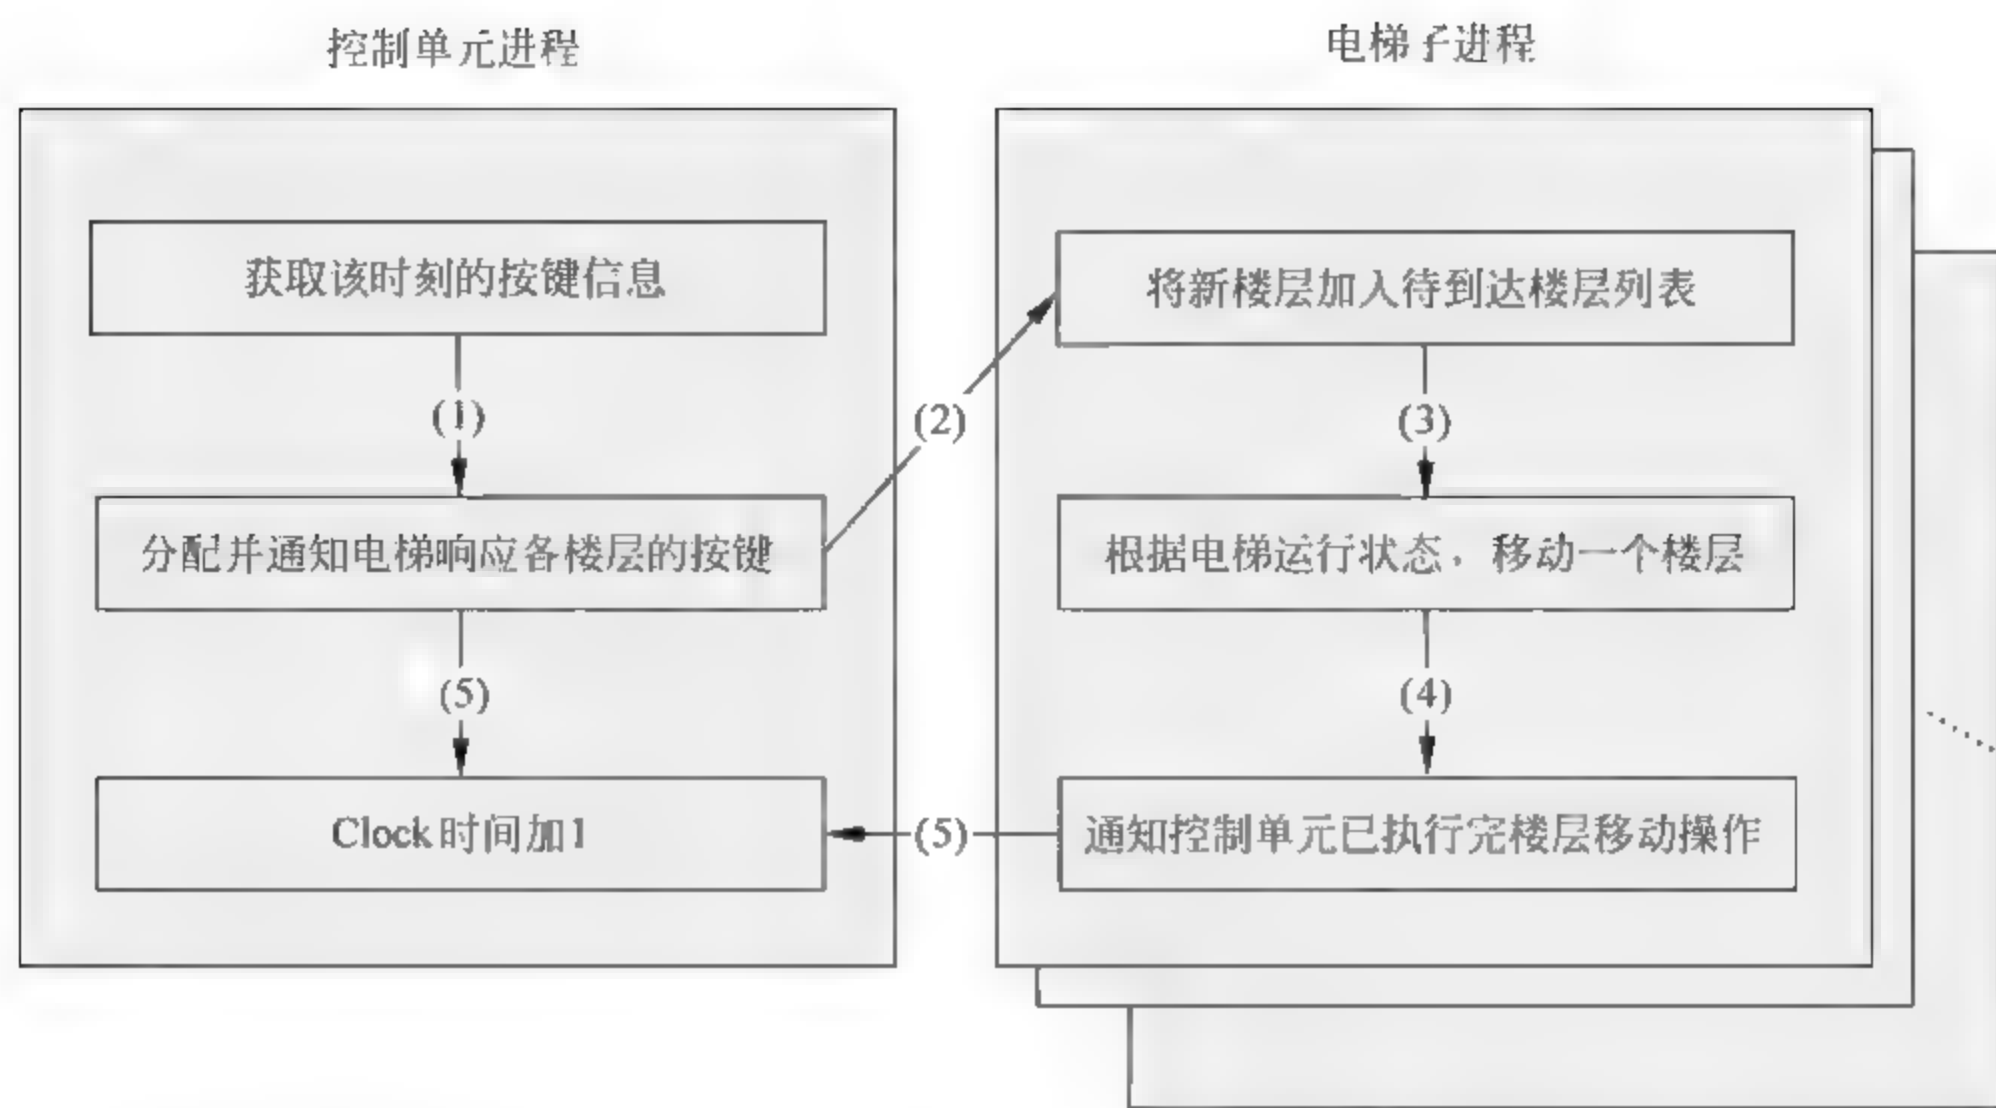 控制单元进程
电梯子进程
获取该时刻的按键信息
将新楼层加入待到达楼层列表
(1)
(2)
(3)
分配并通知电梯响应各楼层的按键
根据电梯运行状态，移动一个楼层
(5)
(4)
Clock时间加1
(5)
通知控制单元已执行完楼层移动操作